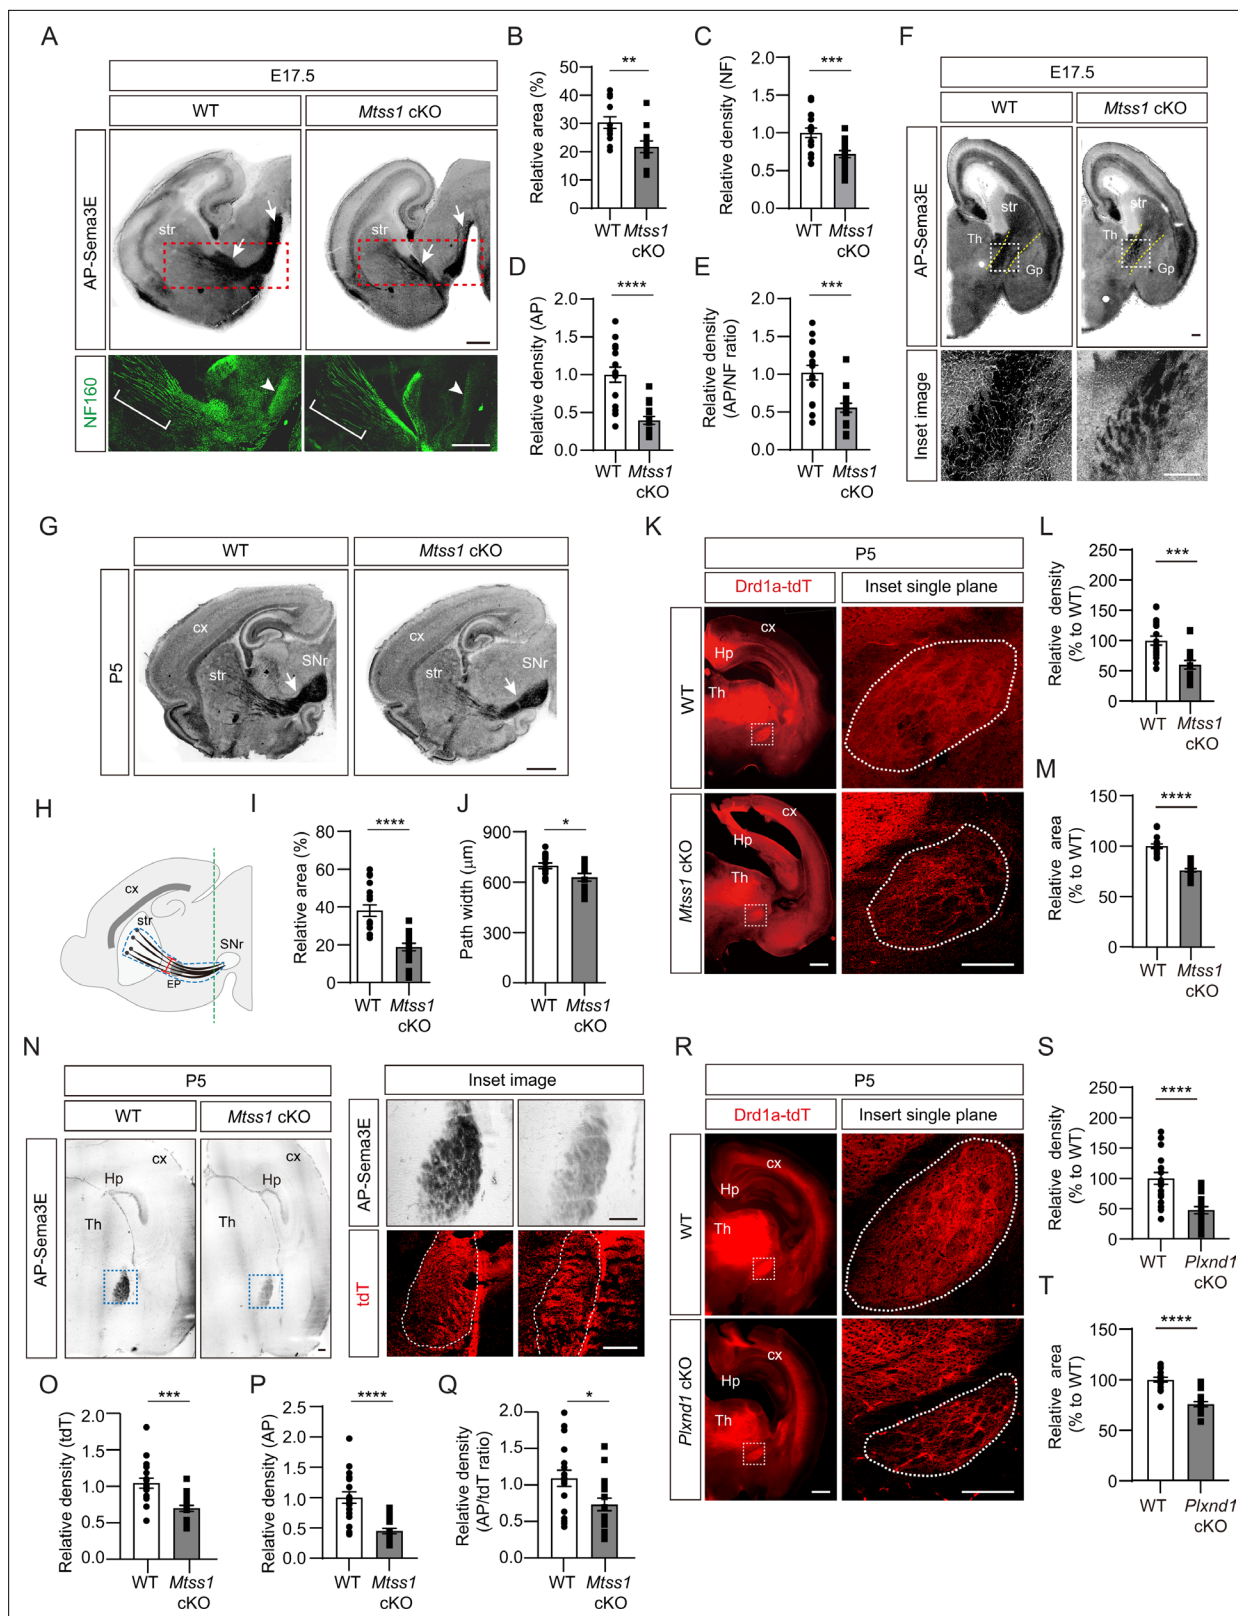 A
E17.5
WT
Mtss1 cKO
AP-Sema3E
str
str
NF160
B
**
Relative area (%)
50
40
30
20
10
0
WT Mtss1
cKO
C
***
Relative density (NF)
2.0
1.5
1.0
0.5
0.0
WT Mtss1
cKO
D
****
Relative density (AP)
2.0
1.5
1.0
0.5
0.0
WT Mtss1
cKO
E
***
Relative density
(AP/NF ratio)
2.0
1.5
1.0
0.5
0.0
WT Mtss1
cKO
F
E17.5
WT
Mtss1 cKO
AP-Sema3E
str
Th
Gp
str
Th
Gp
Inset image
G
WT
Mtss1 cKO
P5
cx
str
SNr
cx
str
SNr
H
cx
str
SNr
EP
I
****
Relative area (%)
80
60
40
20
0
WT Mtss1
cKO
J
*
Path width (μm)
900
600
300
0
WT Mtss1
cKO
K
P5
Drd1a-tdT
Inset single plane
WT
cx
Hp
Th
Mtss1 cKO
cx
Hp
Th
L
***
Relative density
(% to WT)
250
200
150
100
50
0
WT Mtss1
cKO
M
****
Relative area
(% to WT)
150
100
50
0
WT Mtss1
cKO
N
P5
WT
Mtss1 cKO
AP-Sema3E
Hp
Th
cx
Hp
Th
Inset image
AP-Sema3E
tdT
O
***
Relative density (tdT)
2.0
1.5
1.0
0.5
0.0
WT Mtss1
cKO
P
****
Relative density (AP)
2.5
2.0
1.5
1.0
0.5
0.0
WT Mtss1
cKO
Q
*
Relative density
(AP/tdT ratio)
2.0
1.5
1.0
0.5
0.0
WT Mtss1
cKO
R
P5
Drd1a-tdT
Insert single plane
WT
cx
Hp
Th
Plxnd1 cKO
cx
Hp
Th
S
****
Relative density
(% to WT)
250
200
150
100
50
0
WT Plxnd1
cKO
T
****
Relative area
(% to WT)
150
100
50
0
WT Plxnd1
cKO